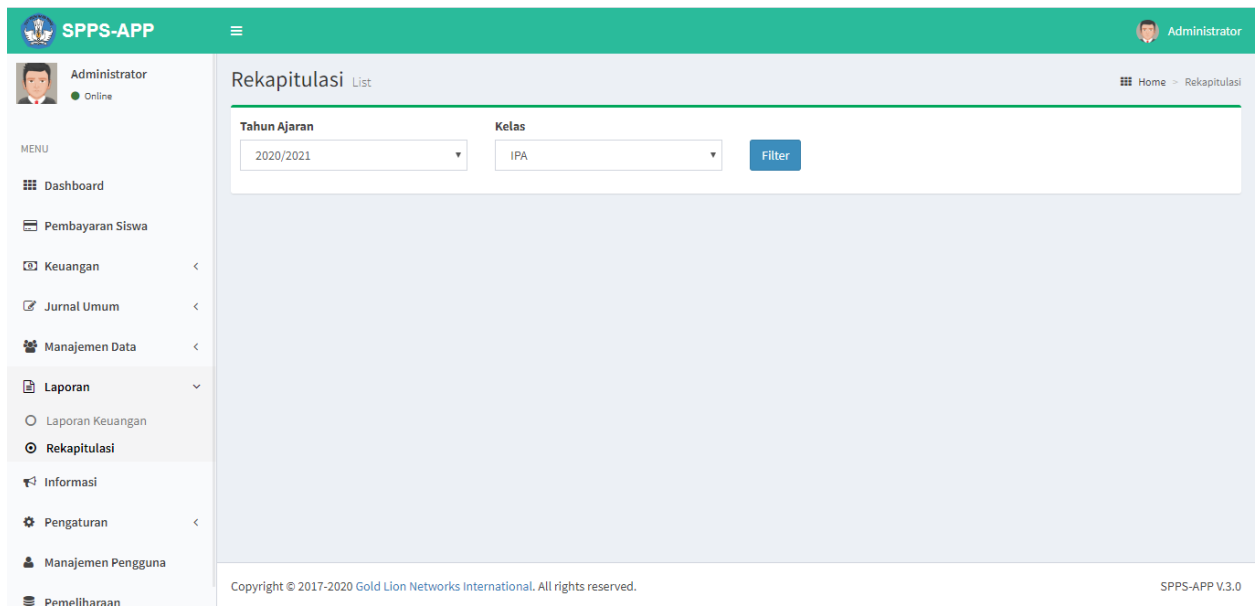 SPPS-APP
Administrator
Administrator
Online
MENU
Dashboard
Pembayaran Siswa
Keuangan
Jurnal Umum
Manajemen Data
Laporan
Laporan Keuangan
Rekapitulasi
Informasi
Pengaturan
Manajemen Pengguna
Pemeliharaan
Rekapitulasi List
Home > Rekapitulasi
Tahun Ajaran Kelas
2020/2021 IPA Filter
Copyright © 2017-2020 Gold Lion Networks International. All rights reserved. SPPS-APP V.3.0